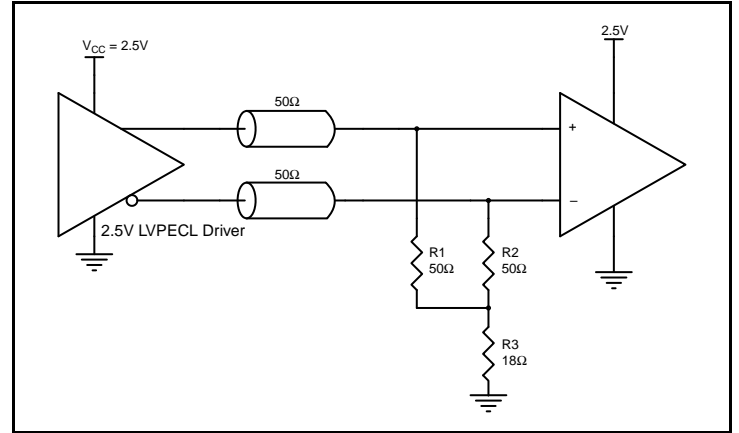 V_CC = 2.5V
2.5V
50Ω
+
50Ω
−
2.5V LVPECL Driver
R1
50Ω
R2
50Ω
R3
18Ω